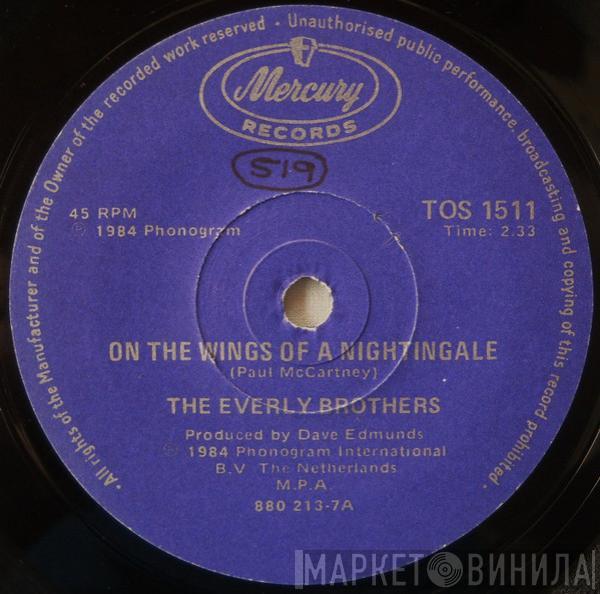 ·All rights of the Manufacturer and of the Owner of the recorded work reserved · Unauthorised public performance, broadcasting and copying of this record prohibited·
Mercury
RECORDS
519
45 RPM
TOS 1511
℗ 1984 Phonogram
Time: 2.33
ON THE WINGS OF A NIGHTINGALE
(Paul McCartney)
THE EVERLY BROTHERS
Produced by Dave Edmunds
℗ 1984 Phonogram International
B.V The Netherlands
M.P.A.
880 213-7A
МАРКЕТ ВИНИЛА